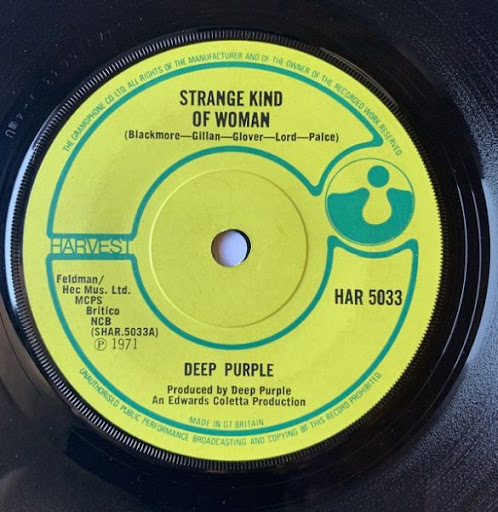 THE GRAMOPHONE CO LTD. ALL RIGHTS OF THE MANUFACTURER AND OF THE OWNER OF THE RECORDED WORK RESERVED
STRANGE KIND
OF WOMAN
(Blackmore—Gillan—Glover—Lord—Paice)
HARVEST
Feldman/
Hec Mus. Ltd.
MCPS
Britico
NCB
(SHAR.5033A)
Ⓟ 1971
HAR 5033
DEEP PURPLE
Produced by Deep Purple
An Edwards Coletta Production
MADE IN GT BRITAIN
UNAUTHORISED PUBLIC PERFORMANCE BROADCASTING AND COPYING OF THIS RECORD PROHIBITED